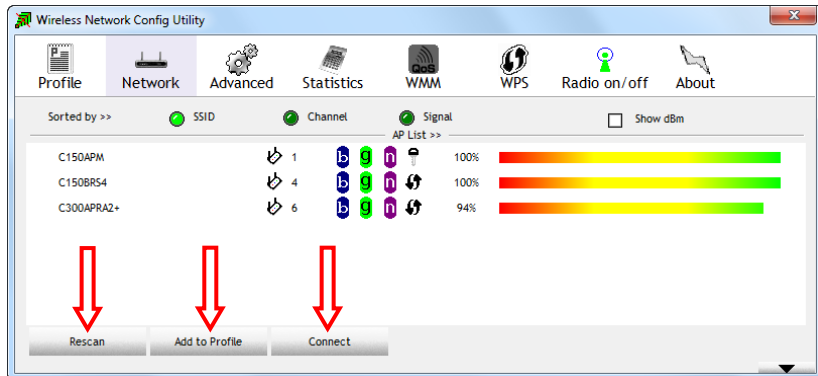 Wireless Network Config Utility
Profile Network Advanced Statistics QoS WMM WPS Radio on/off About
Sorted by >> SSID Channel Signal Show dBm
AP List >>
C150APM 1 b g n 100%
C150BRS4 4 b g n 100%
C300APRA2+ 6 b g n 94%
Rescan Add to Profile Connect